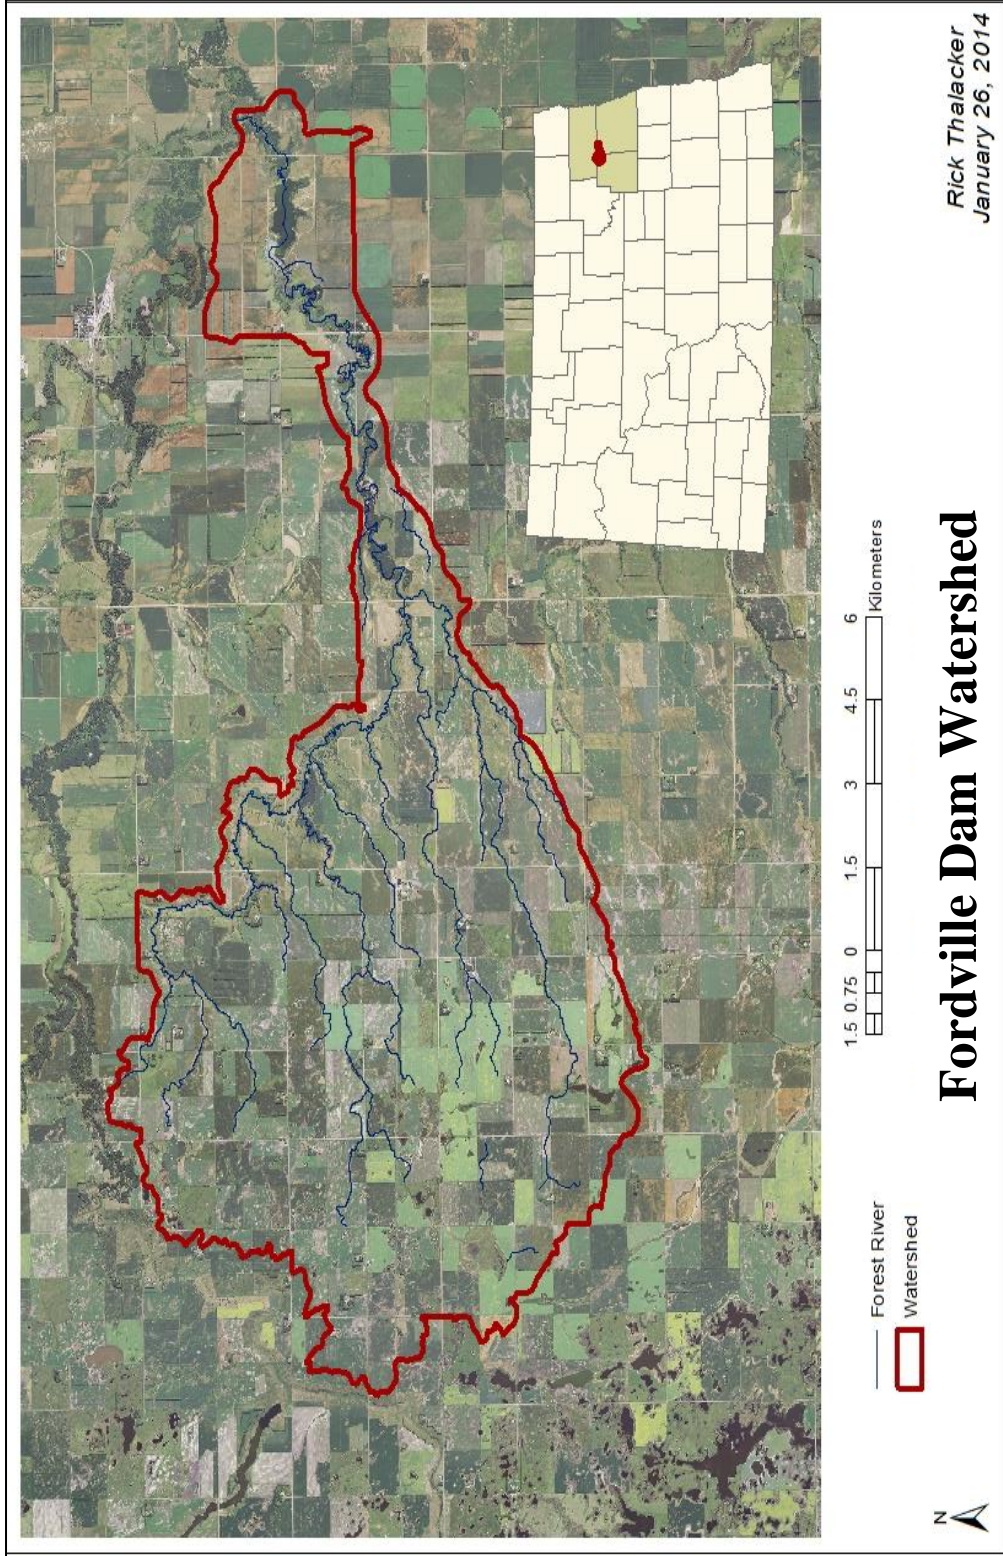 N
Forest River
Watershed
1.5 0.75 0 1.5 3 4.5 6
Kilometers
Fordville Dam Watershed
Rick Thalacker
January 26, 2014